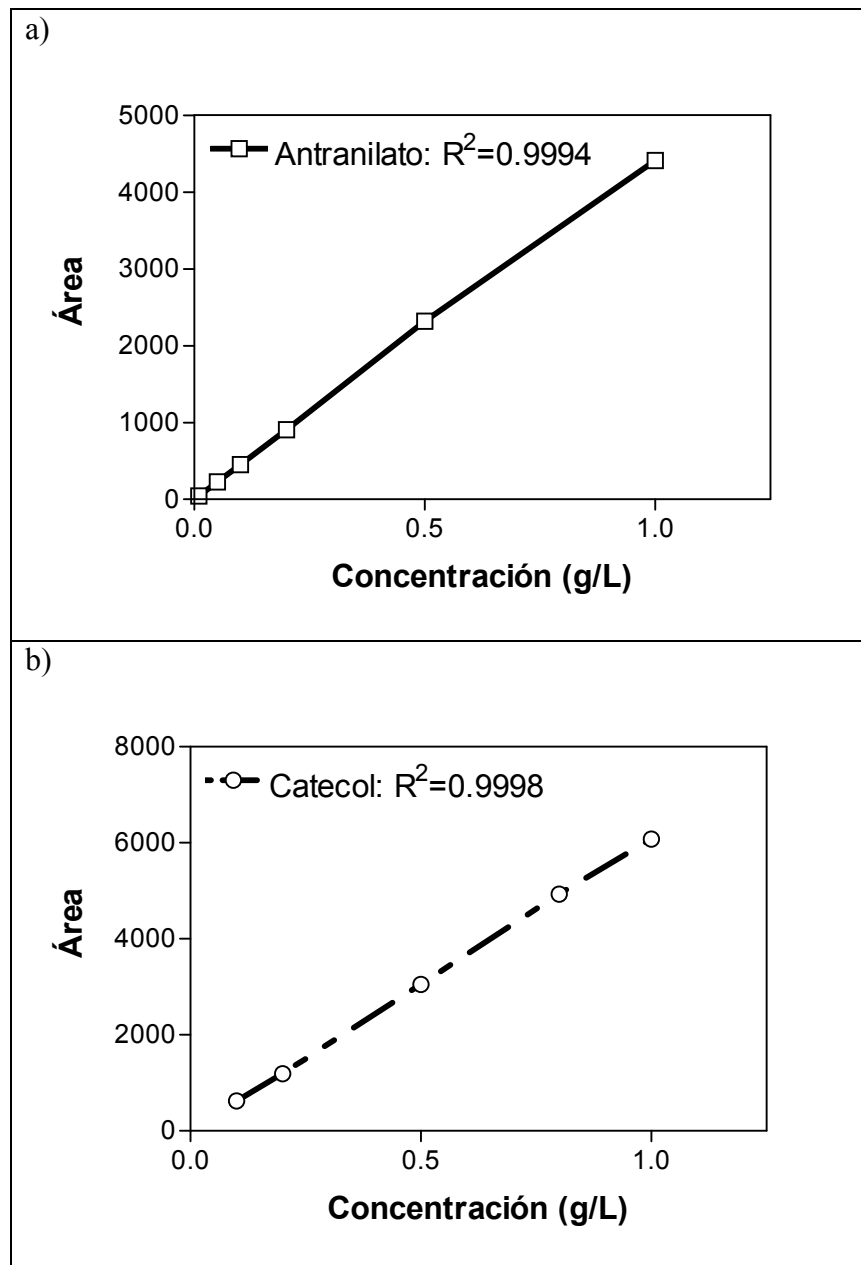 a)
5000
Antranilato: R²=0.9994
4000
3000
Área
2000
1000
0
0.0 0.5 1.0
Concentración (g/L)
b)
8000
Catecol: R²=0.9998
6000
Área
4000
2000
0
0.0 0.5 1.0
Concentración (g/L)